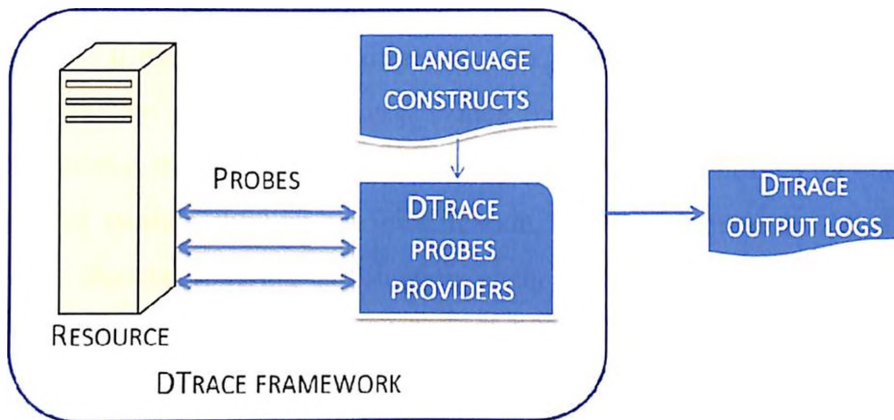 D LANGUAGE
CONSTRUCTS
PROBES
DTRACE
PROBES
PROVIDERS
DTRACE
OUTPUT LOGS
RESOURCE
DTRACE FRAMEWORK